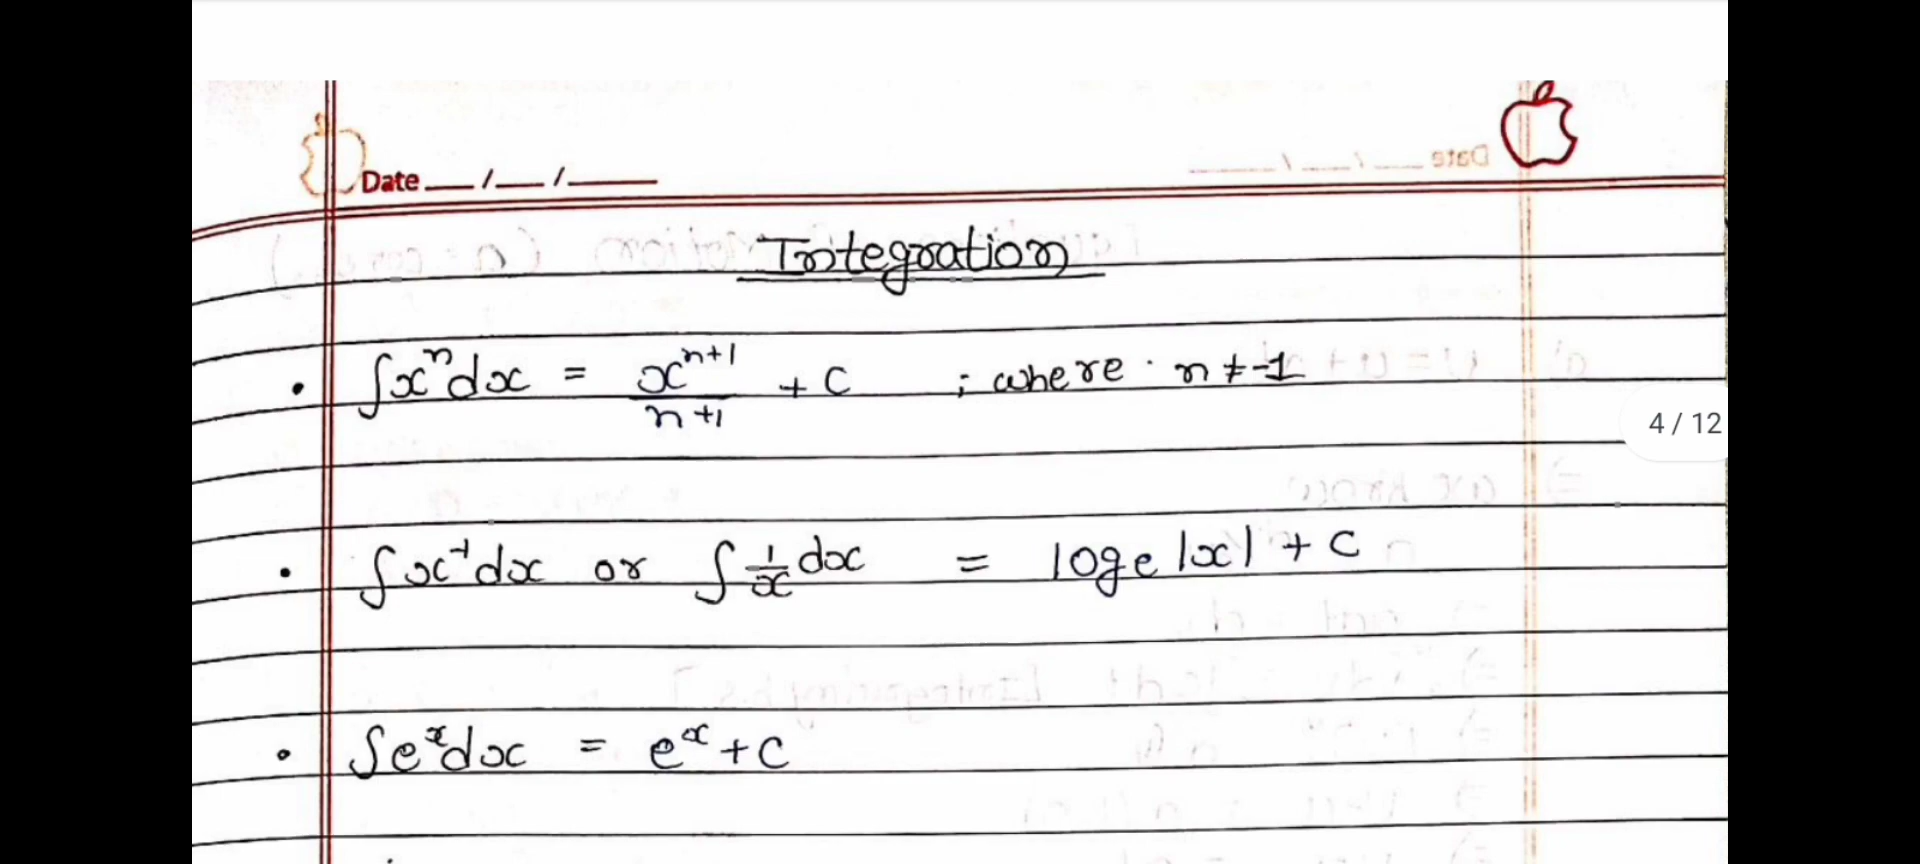 Date __/__/____
Integration
• ∫xⁿdx = xⁿ⁺¹/n+1 + C ; where n ≠ -1
4 / 12
• ∫x⁻¹dx or ∫1/x dx = loge |x| + C
• ∫eˣdx = eˣ + C